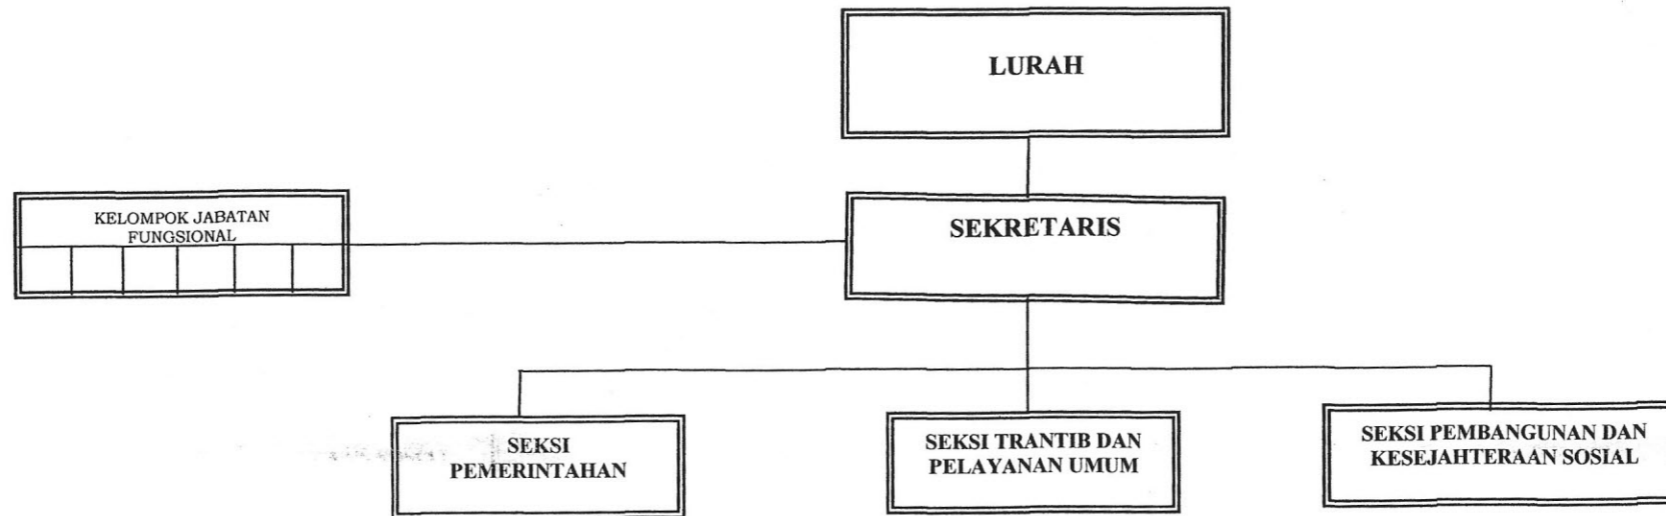 LURAH
KELOMPOK JABATAN
FUNGSIONAL
SEKRETARIS
SEKSI
PEMERINTAHAN
SEKSI TRANTIB DAN
PELAYANAN UMUM
SEKSI PEMBANGUNAN DAN
KESEJAHTERAAN SOSIAL